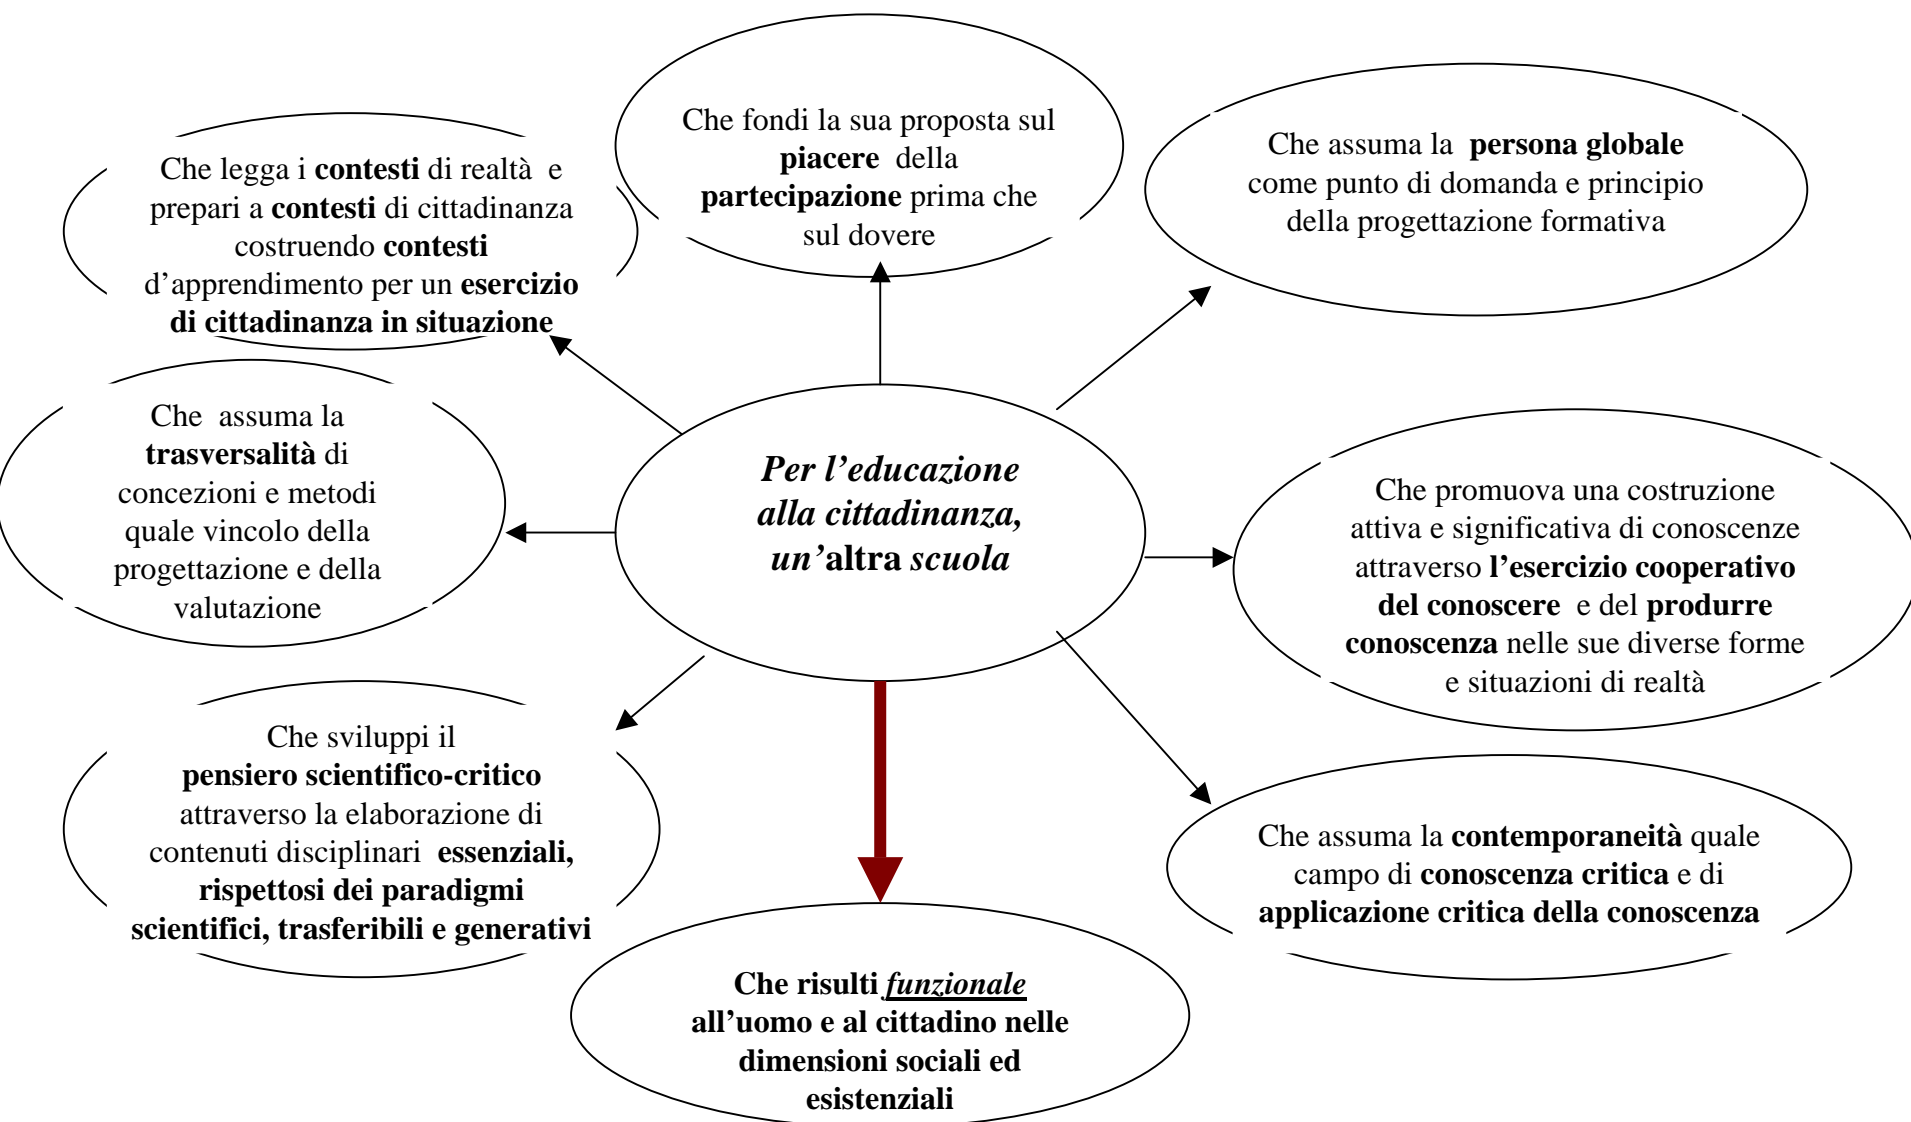 Che fondi la sua proposta sul
piacere della
partecipazione prima che
sul dovere
Che assuma la persona globale
come punto di domanda e principio
della progettazione formativa
Che legga i contesti di realtà e
prepari a contesti di cittadinanza
costruendo contesti
d’apprendimento per un esercizio
di cittadinanza in situazione
Che assuma la
trasversalità di
concezioni e metodi
quale vincolo della
progettazione e della
valutazione
Per l’educazione
alla cittadinanza,
un’altra scuola
Che promuova una costruzione
attiva e significativa di conoscenze
attraverso l’esercizio cooperativo
del conoscere e del produrre
conoscenza nelle sue diverse forme
e situazioni di realtà
Che sviluppi il
pensiero scientifico-critico
attraverso la elaborazione di
contenuti disciplinari essenziali,
rispettosi dei paradigmi
scientifici, trasferibili e generativi
Che assuma la contemporaneità quale
campo di conoscenza critica e di
applicazione critica della conoscenza
Che risulti funzionale
all’uomo e al cittadino nelle
dimensioni sociali ed
esistenziali